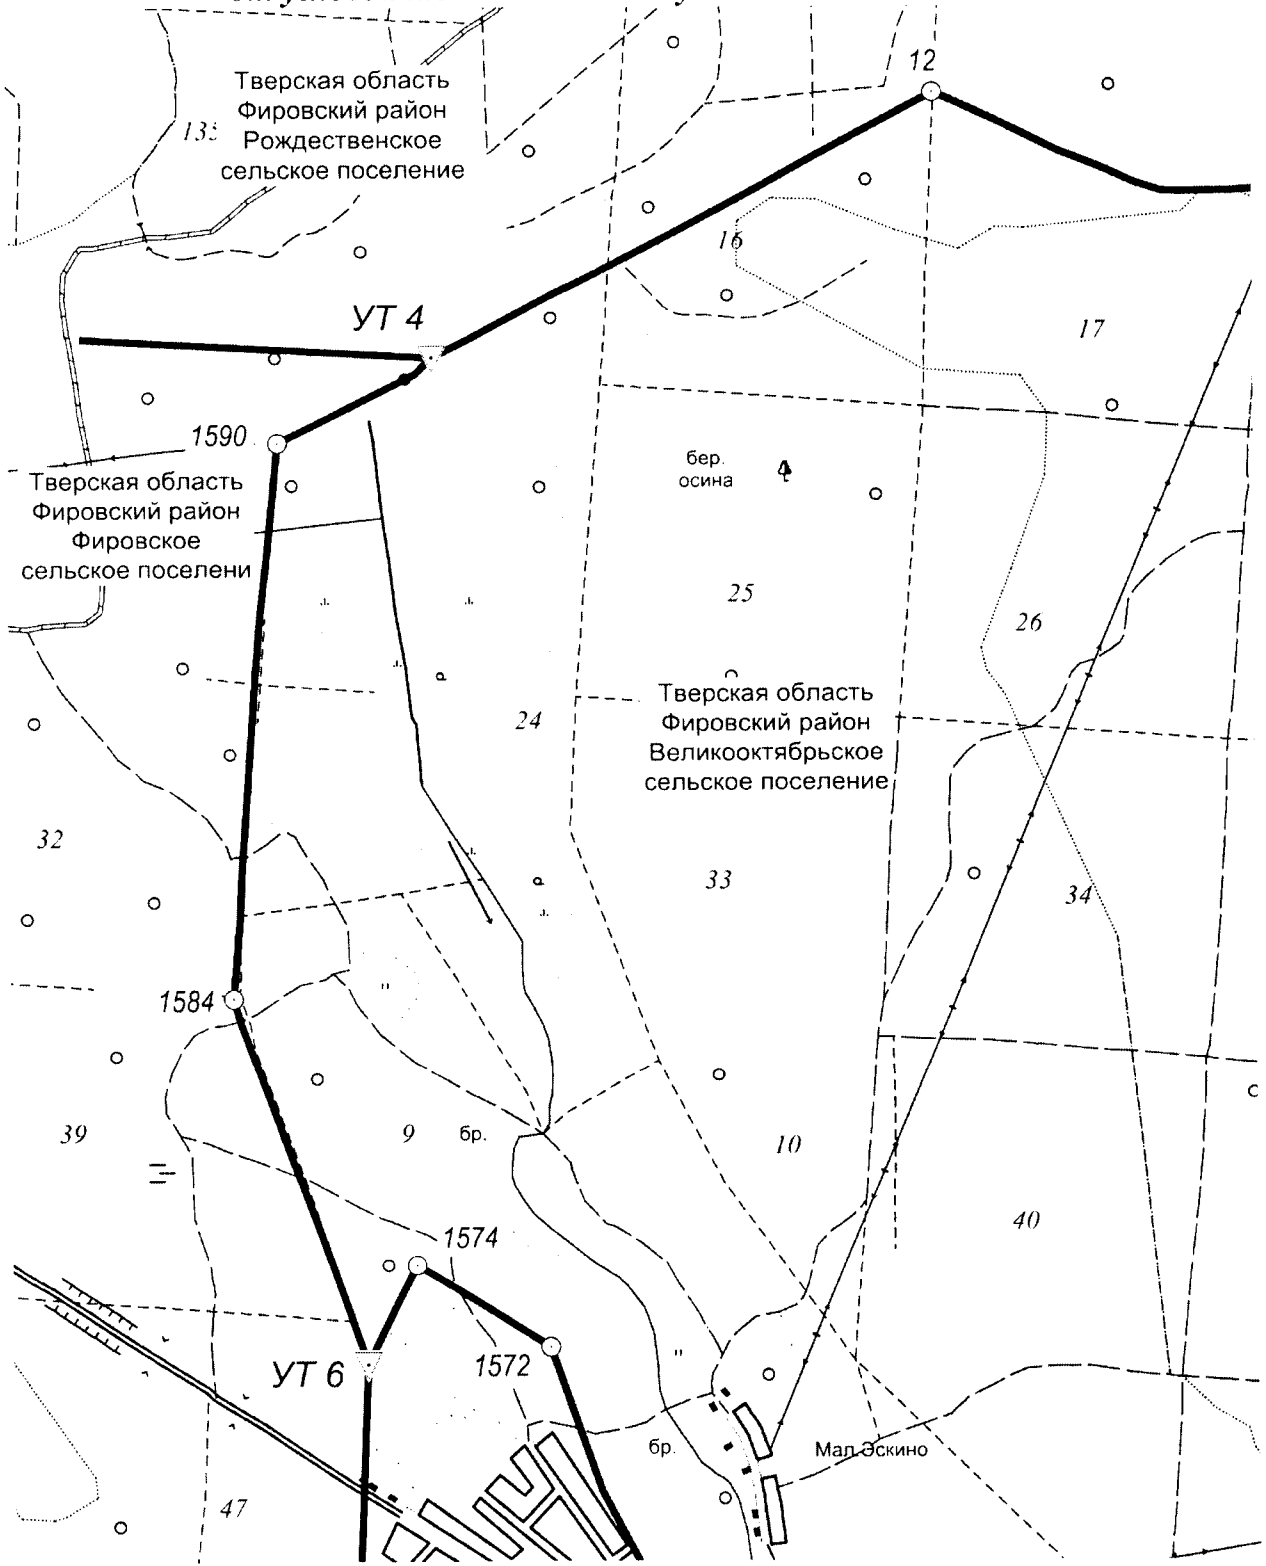 12
Тверская область
Фировский район
Рождественское
сельское поселение
16
17
УТ 4
1590
бер.
осина
Тверская область
Фировский район
Фировское
сельское поселени
25
26
24
Тверская область
Фировский район
Великооктябрьское
сельское поселение
32
33
34
1584
39
9
бр.
10
40
1574
УТ 6
1572
бр.
Мал.Эскино
47